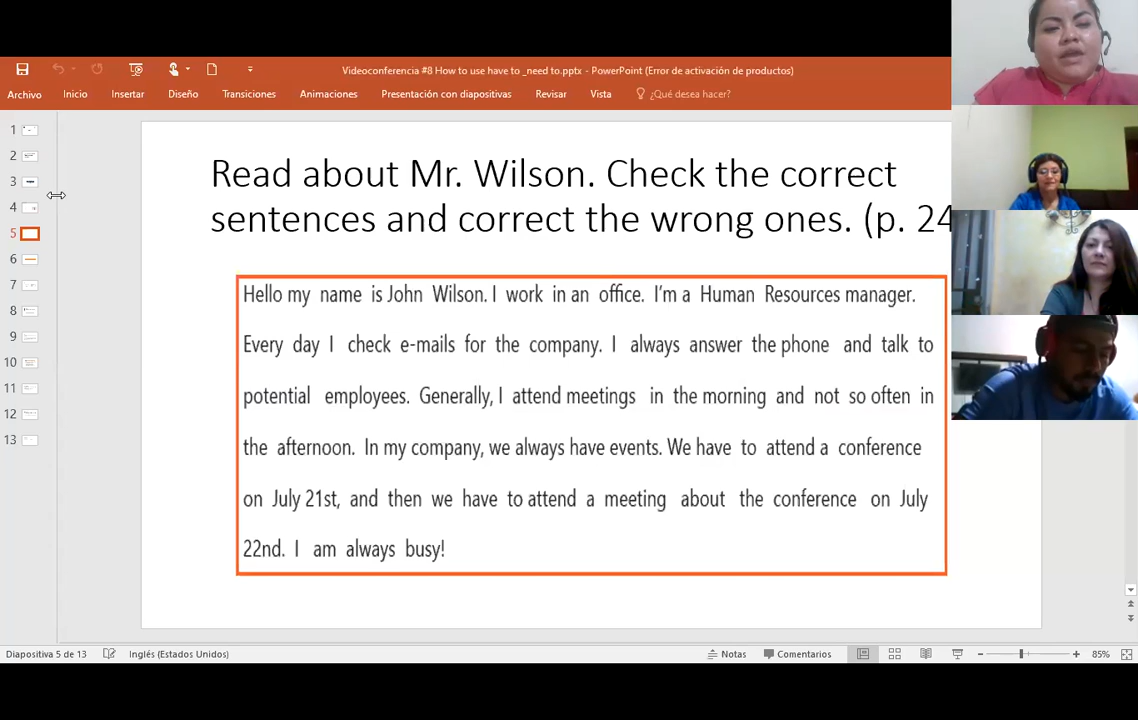 Videoconferencia #8 How to use have to _need to.pptx - PowerPoint (Error de activación de productos)
Archivo Inicio Insertar Diseño Transiciones Animaciones Presentación con diapositivas Revisar Vista ¿Qué desea hacer?
1
2
3
4
5
6
7
8
9
10
11
12
13
Read about Mr. Wilson. Check the correct
sentences and correct the wrong ones. (p. 24
Hello my name is John Wilson. I work in an office. I'm a Human Resources manager.
Every day I check e-mails for the company. I always answer the phone and talk to
potential employees. Generally, I attend meetings in the morning and not so often in
the afternoon. In my company, we always have events. We have to attend a conference
on July 21st, and then we have to attend a meeting about the conference on July
22nd. I am always busy!
Diapositiva 5 de 13 Inglés (Estados Unidos) Notas Comentarios 85%